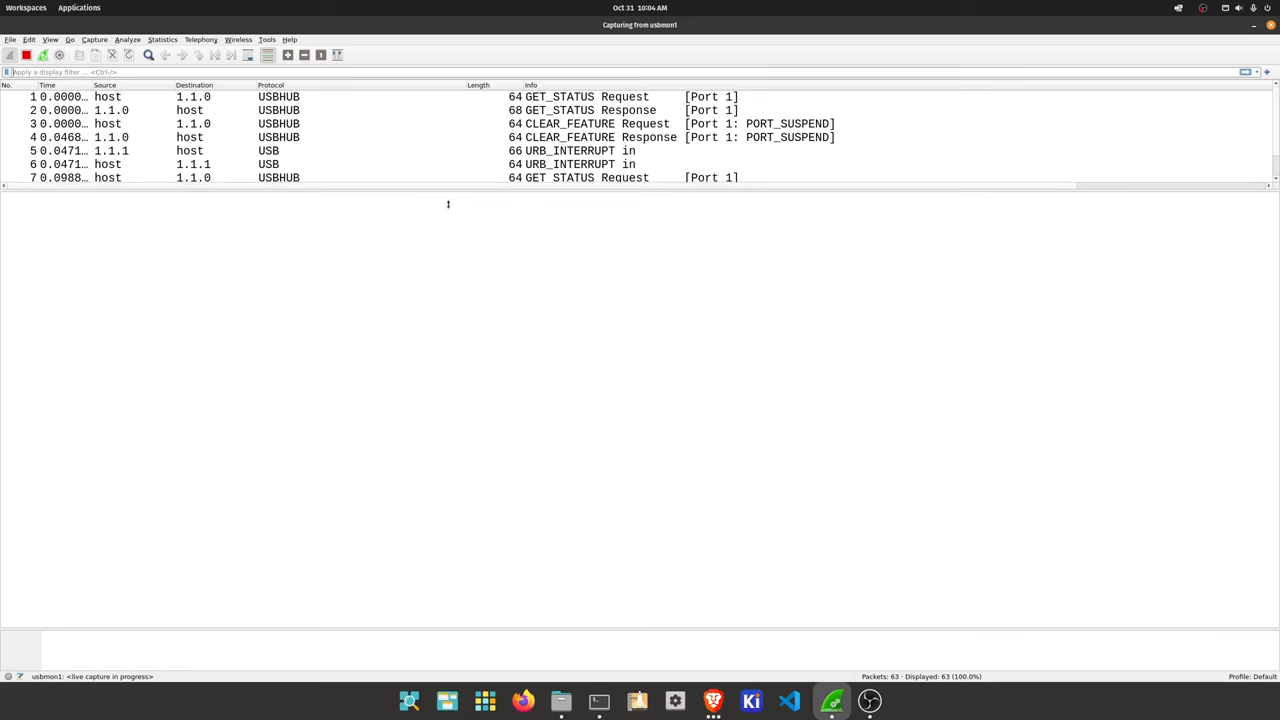 Workspaces Applications Oct 31 10:04 AM
Capturing from usbmon1
File Edit View Go Capture Analyze Statistics Telephony Wireless Tools Help
Apply a display filter ... <Ctrl-/>
No. Time Source Destination Protocol Length Info
1 0.0000… host 1.1.0 USBHUB 64 GET_STATUS Request [Port 1]
2 0.0000… 1.1.0 host USBHUB 68 GET_STATUS Response [Port 1]
3 0.0000… host 1.1.0 USBHUB 64 CLEAR_FEATURE Request [Port 1: PORT_SUSPEND]
4 0.0468… 1.1.0 host USBHUB 64 CLEAR_FEATURE Response [Port 1: PORT_SUSPEND]
5 0.0471… 1.1.1 host USB 66 URB_INTERRUPT in
6 0.0471… host 1.1.1 USB 64 URB_INTERRUPT in
7 0.0988… host 1.1.0 USBHUB 64 GET_STATUS Request [Port 1]
usbmon1: <live capture in progress> Packets: 63 · Displayed: 63 (100.0%) Profile: Default
Ki